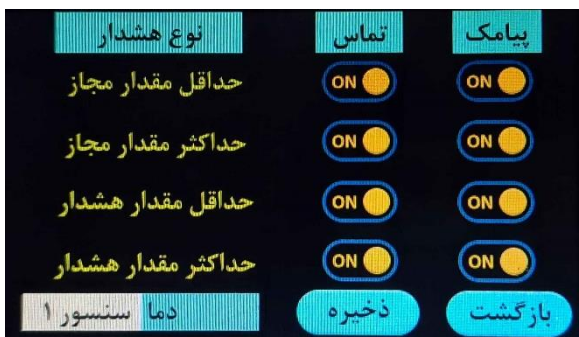 نوع هشدار تماس پیامک
حداقل مقدار مجاز ON ON
حداکثر مقدار مجاز ON ON
حداقل مقدار هشدار ON ON
حداکثر مقدار هشدار ON ON
سنسور ۱ دما ذخیره بازگشت